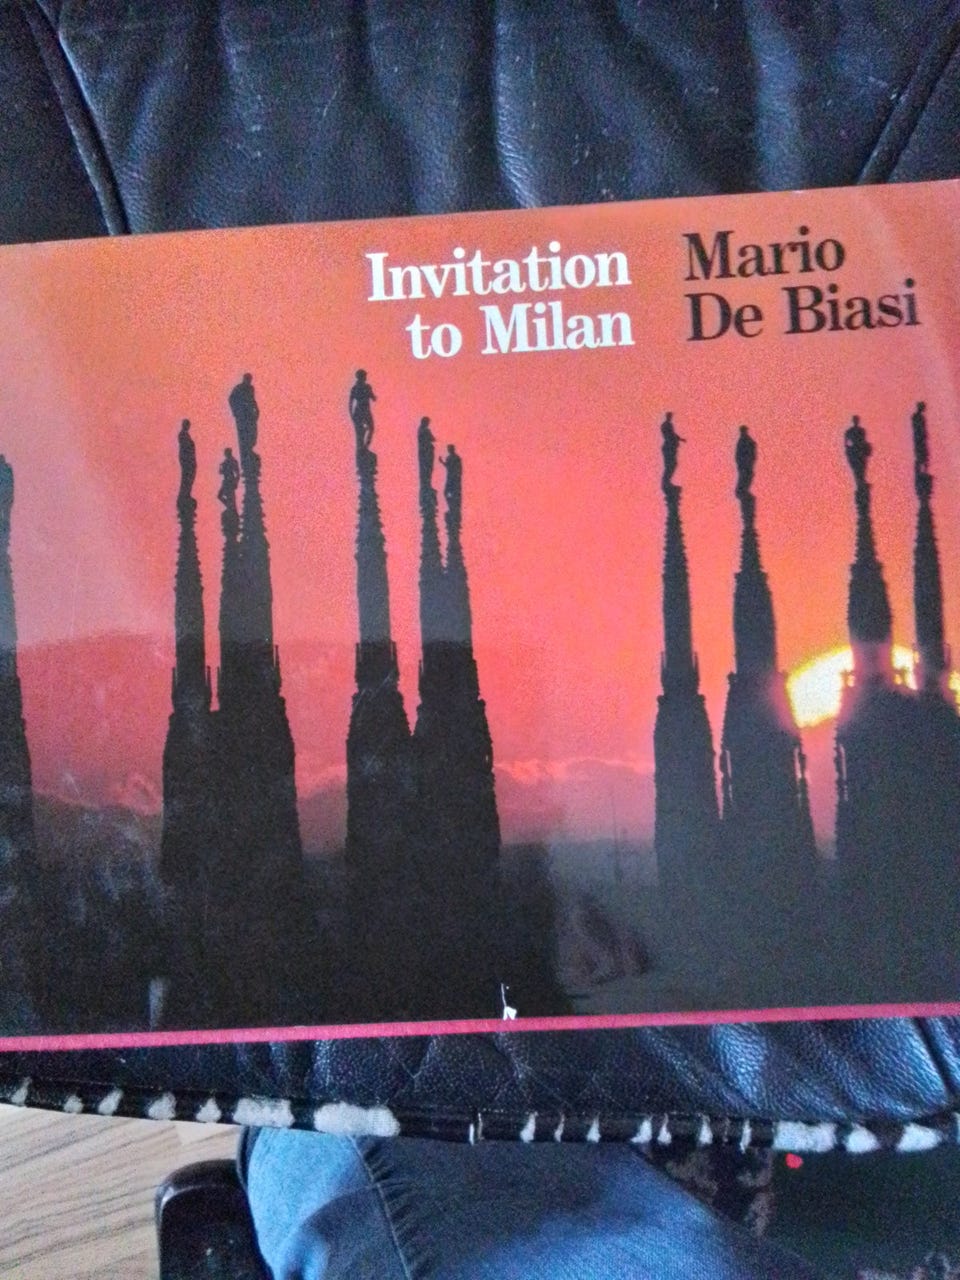 Invitation
to Milan
Mario
De Biasi